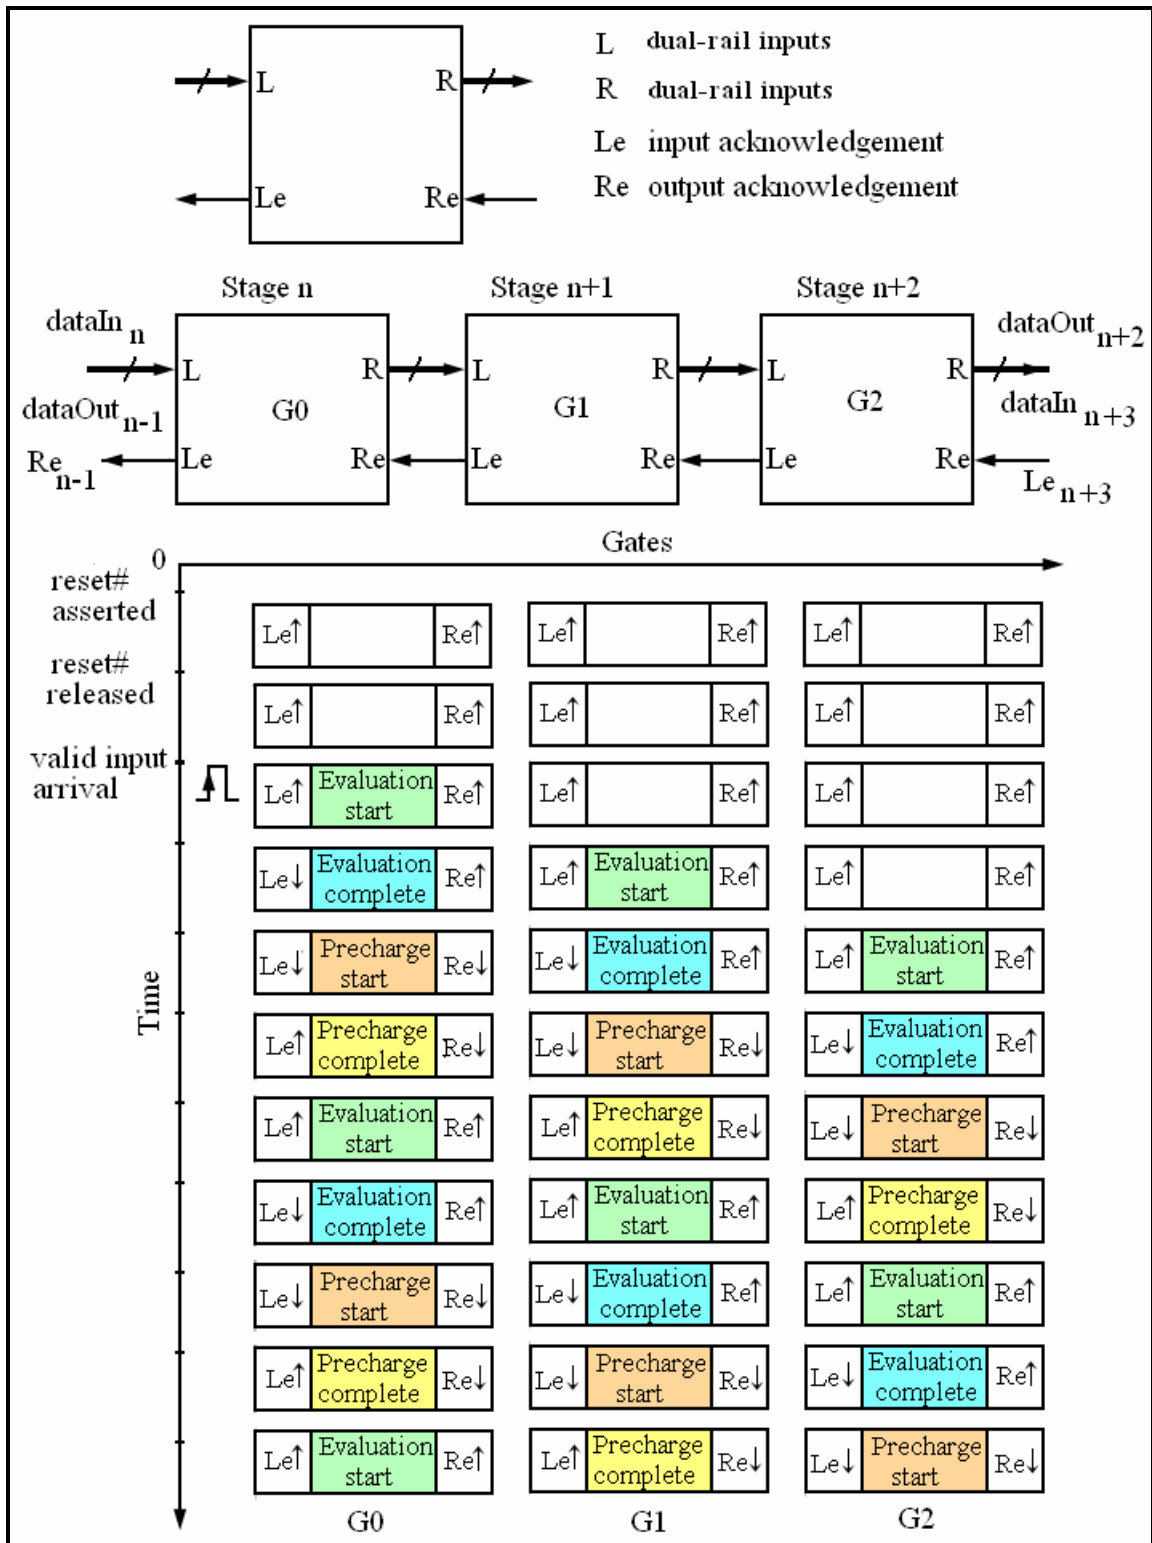 L dual-rail inputs
R dual-rail inputs
Le input acknowledgement
Re output acknowledgement
L R
Le Re
Stage n Stage n+1 Stage n+2
dataIn n
dataOut n-1
Re n-1
L R
G0
Le Re
L R
G1
Le Re
L R
G2
Le Re
dataOut n+2
dataIn n+3
Le n+3
Gates
0
reset#
asserted
Le↑ Re↑ Le↑ Re↑ Le↑ Re↑
reset#
released
Le↑ Re↑ Le↑ Re↑ Le↑ Re↑
valid input
arrival
Le↑ Evaluation start Re↑ Le↑ Re↑ Le↑ Re↑
Le↓ Evaluation complete Re↑ Le↑ Evaluation start Re↑ Le↑ Re↑
Le↓ Precharge start Re↓ Le↓ Evaluation complete Re↑ Le↑ Evaluation start Re↑
Time
Le↑ Precharge complete Re↓ Le↓ Precharge start Re↓ Le↓ Evaluation complete Re↑
Le↑ Evaluation start Re↑ Le↑ Precharge complete Re↓ Le↓ Precharge start Re↓
Le↓ Evaluation complete Re↑ Le↑ Evaluation start Re↑ Le↑ Precharge complete Re↓
Le↓ Precharge start Re↓ Le↓ Evaluation complete Re↑ Le↑ Evaluation start Re↑
Le↑ Precharge complete Re↓ Le↓ Precharge start Re↓ Le↓ Evaluation complete Re↑
Le↑ Evaluation start Re↑ Le↑ Precharge complete Re↓ Le↓ Precharge start Re↓
G0 G1 G2